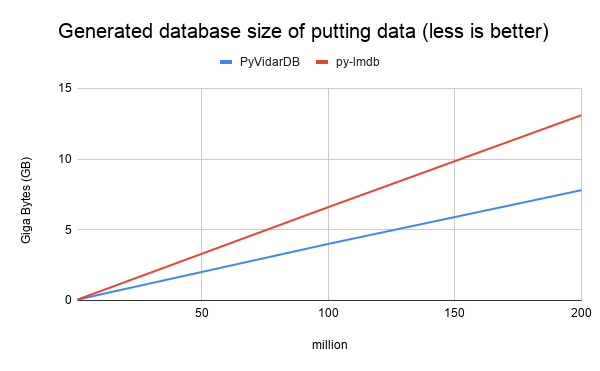 Generated database size of putting data (less is better)
PyVidarDB py-lmdb
Giga Bytes (GB)
15
10
5
0
50 100 150 200
million